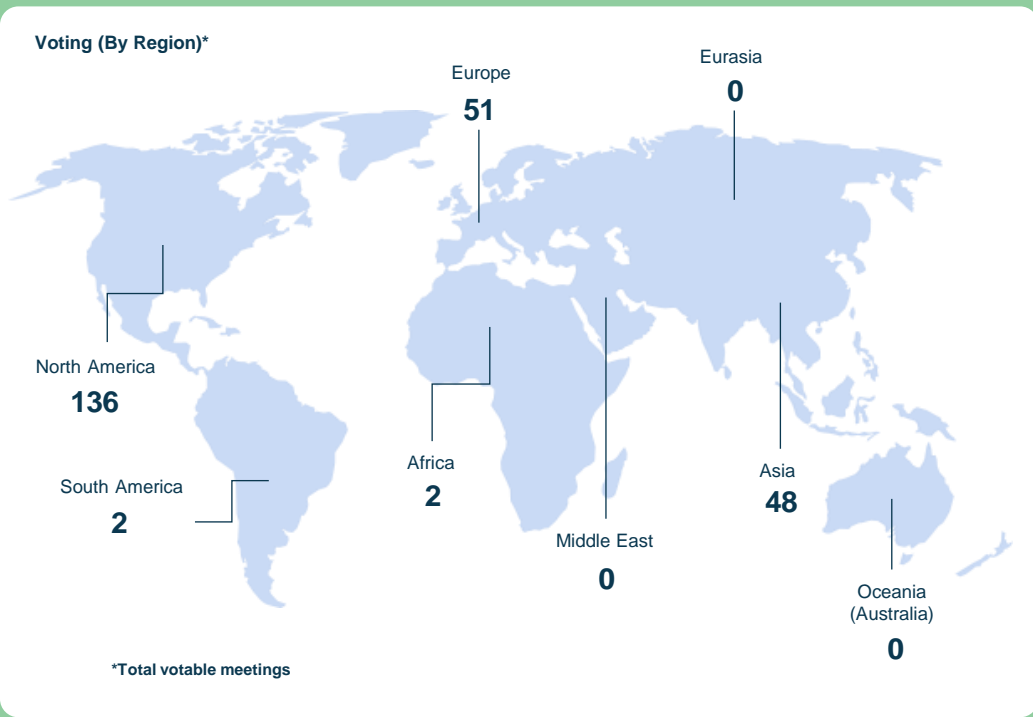 Voting (By Region)*
Europe
51
Eurasia
0
North America
136
South America
2
Africa
2
Middle East
0
Asia
48
Oceania
(Australia)
0
*Total votable meetings